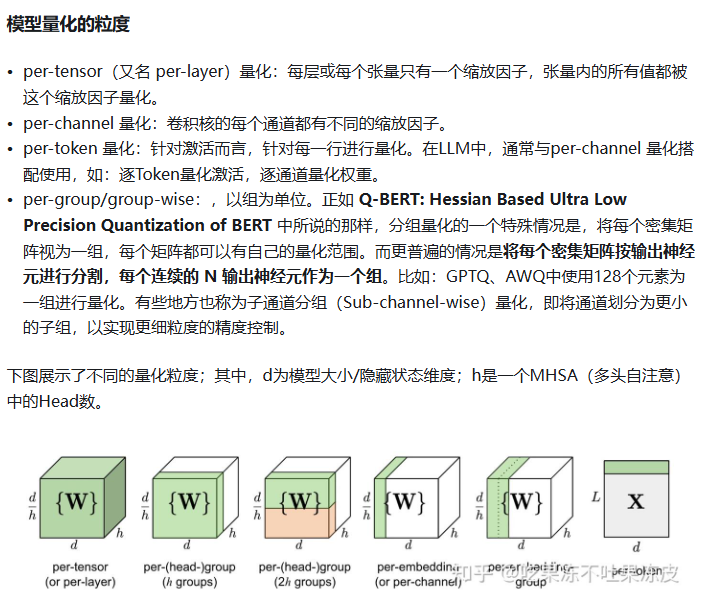 模型量化的粒度
• per-tensor（又名 per-layer）量化：每层或每个张量只有一个缩放因子，张量内的所有值都被
这个缩放因子量化。
• per-channel 量化：卷积核的每个通道都有不同的缩放因子。
• per-token 量化：针对激活而言，针对每一行进行量化。在LLM中，通常与per-channel 量化搭
配使用，如：逐Token量化激活，逐通道量化权重。
• per-group/group-wise：，以组为单位。正如 Q-BERT: Hessian Based Ultra Low
Precision Quantization of BERT 中所说的那样，分组量化的一个特殊情况是，将每个密集矩
阵视为一组，每个矩阵都可以有自己的量化范围。而更普遍的情况是将每个密集矩阵按输出神经
元进行分割，每个连续的 N 输出神经元作为一个组。比如：GPTQ、AWQ中使用128个元素为
一组进行量化。有些地方也称为子通道分组（Sub-channel-wise）量化，即将通道划分为更小
的子组，以实现更细粒度的精度控制。
下图展示了不同的量化粒度；其中，d为模型大小/隐藏状态维度；h是一个MHSA（多头自注意）
中的Head数。
d/h {W} d h
per-tensor
(or per-layer)
d/h {W} d h
per-(head-)group
(h groups)
d/h {W} d h
per-(head-)group
(2h groups)
d/h {W} d h
per-embedding
(or per-channel)
d/h {W} d h
per-embedding-
group
L X d
per-token
知乎 @吃果冻不吐果冻皮